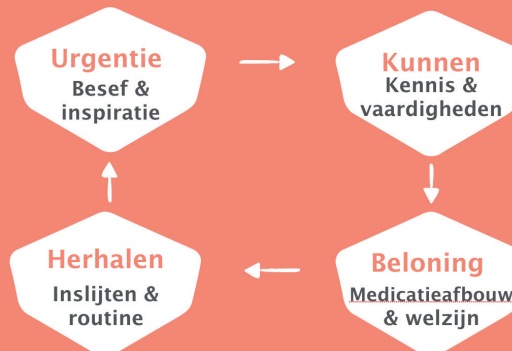 Urgentie
Besef &
inspiratie
Kunnen
Kennis &
vaardigheden
Herhalen
Inslijten &
routine
Beloning
Medicatieafbouw
& welzijn